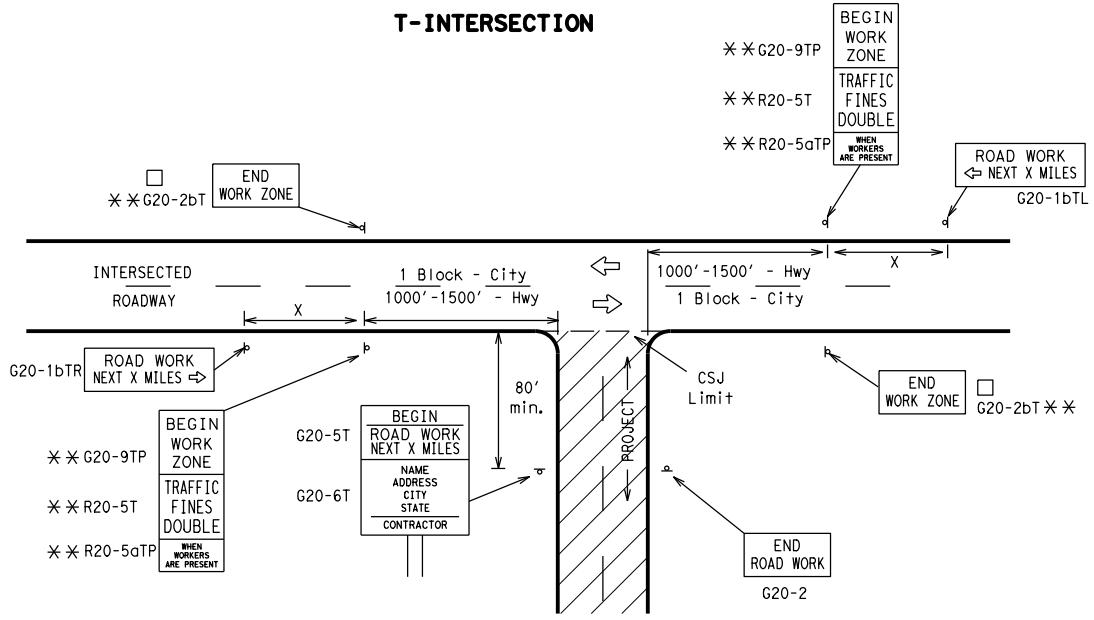 T-INTERSECTION
BEGIN
WORK
ZONE
TRAFFIC
FINES
DOUBLE
WHEN
WORKERS
ARE PRESENT
**G20-9TP
**R20-5T
**R20-5aTP
ROAD WORK
⇦ NEXT X MILES
G20-1bTL
END
WORK ZONE
□
**G20-2bT
INTERSECTED
ROADWAY
1 Block - City
1000'-1500' - Hwy
1000'-1500' - Hwy
1 Block - City
X
X
ROAD WORK
NEXT X MILES ⇨
G20-1bTR
80'
min.
CSJ
Limit
PROJECT
END
WORK ZONE
□
G20-2bT**
BEGIN
WORK
ZONE
TRAFFIC
FINES
DOUBLE
WHEN
WORKERS
ARE PRESENT
**G20-9TP
**R20-5T
**R20-5aTP
G20-5T
BEGIN
ROAD WORK
NEXT X MILES
G20-6T
NAME
ADDRESS
CITY
STATE
CONTRACTOR
END
ROAD WORK
G20-2